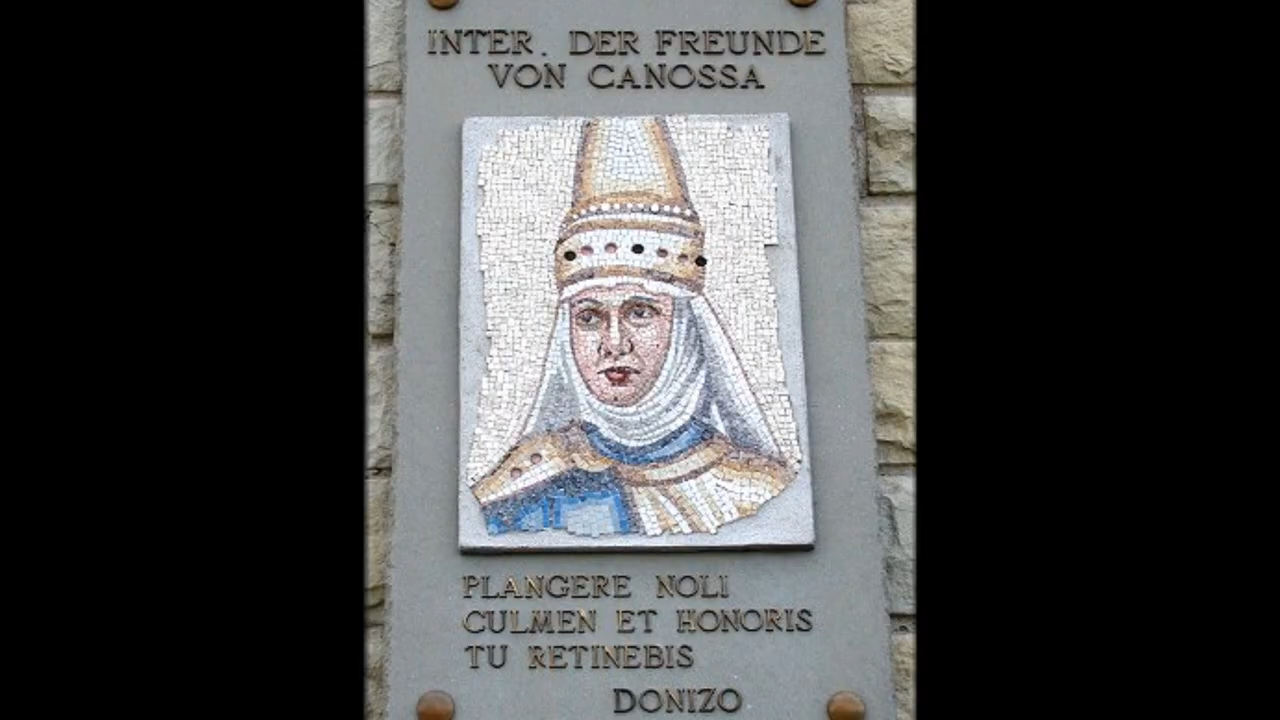 INTER. DER FREUNDE
VON CANOSSA
PLANGERE NOLI
CULMEN ET HONORIS
TU RETINEBIS
DONIZO